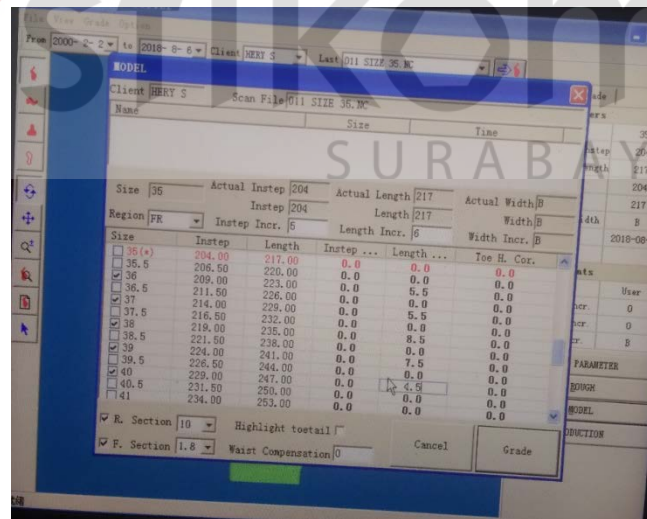 File View Grade Option
From 2000- 2- 2 to 2018- 8- 6 Client HERY S Last 011 SIZE 35.NC
MODEL
Client HERY S Scan File 011 SIZE 35.NC
Name Size Time
SURABAY
Size 35 Actual Instep 204 Actual Length 217 Actual Width B
Instep 204 Length 217 Width B
Region FR Instep Incr. 5 Length Incr. 6 Width Incr. B
Size Instep Length Instep ... Length ... Toe H. Cor.
35(*) 204.00 217.00 0.0 0.0 0.0
35.5 206.50 220.00 0.0 0.0 0.0
36 209.00 223.00 0.0 5.5 0.0
36.5 211.50 226.00 0.0 0.0 0.0
37 214.00 229.00 0.0 5.5 0.0
37.5 216.50 232.00 0.0 0.0 0.0
38 219.00 235.00 0.0 8.5 0.0
38.5 221.50 238.00 0.0 0.0 0.0
39 224.00 241.00 0.0 7.5 0.0
39.5 226.50 244.00 0.0 0.0 0.0
40 229.00 247.00 0.0 4.5 0.0
40.5 231.50 250.00 0.0 0.0 0.0
41 234.00 253.00 0.0 0.0 0.0
R. Section 10 Highlight toetail
F. Section 1.8 Waist Compensation 0 Cancel Grade
35
204
217
B
2018-08-
User
0
0
B
PARAMETER
ROUGH
MODEL